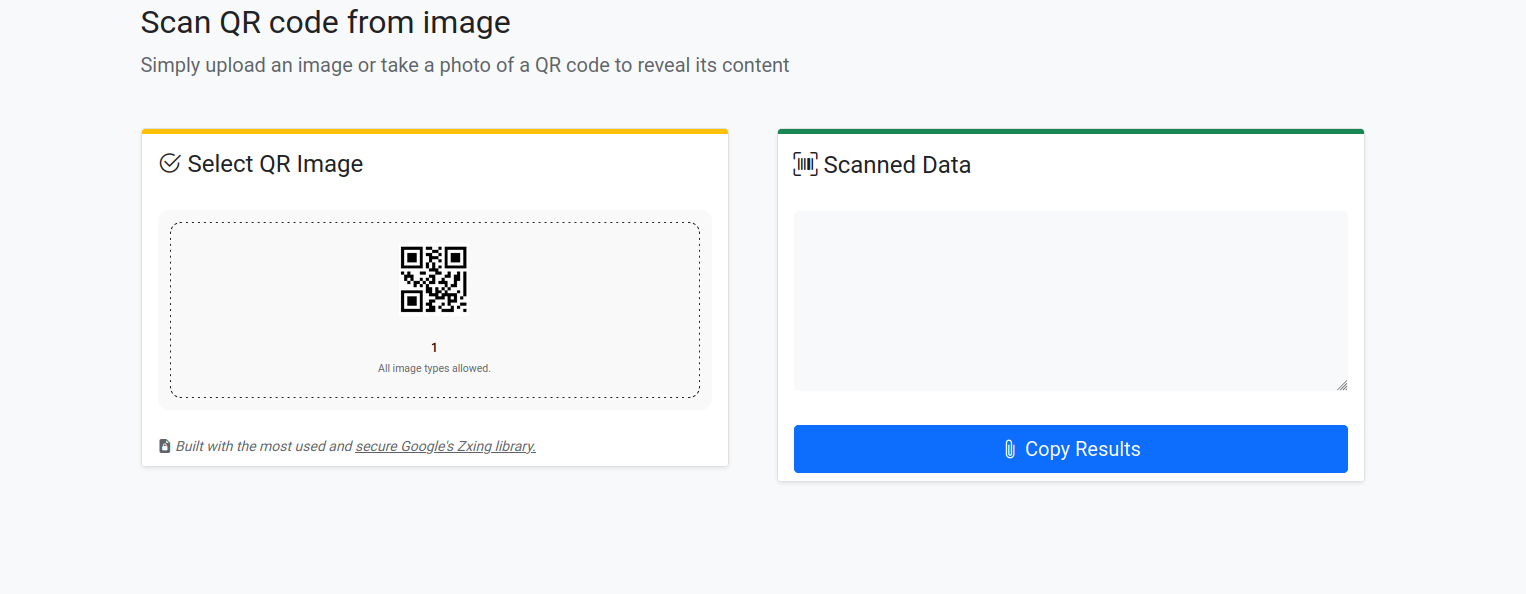 Scan QR code from image
Simply upload an image or take a photo of a QR code to reveal its content
Select QR Image
1
All image types allowed.
Built with the most used and secure Google's Zxing library.
Scanned Data
Copy Results